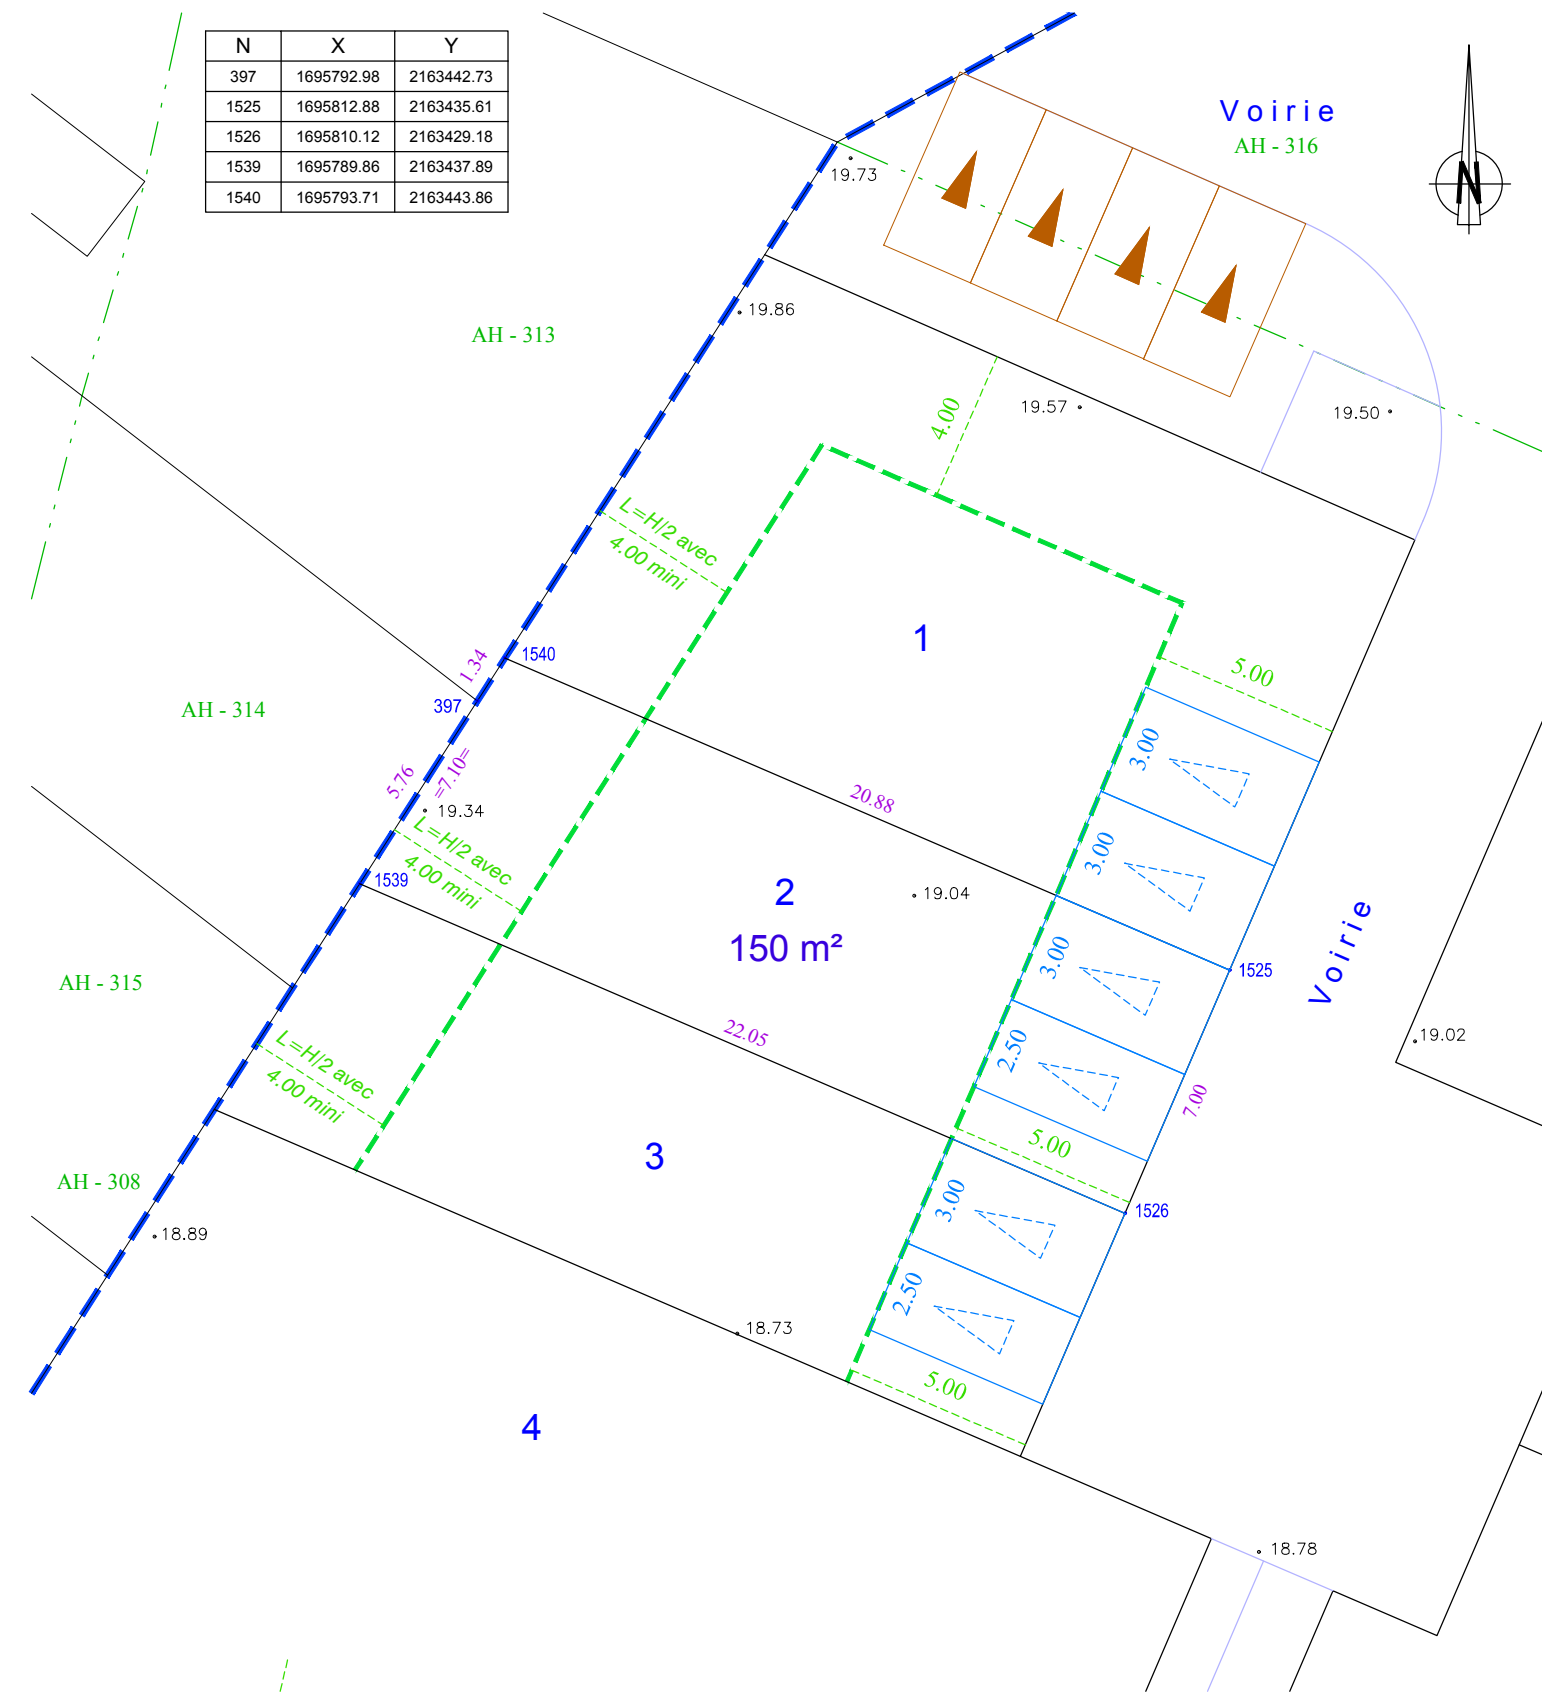 N X Y
397 1695792.98 2163442.73
1525 1695812.88 2163435.61
1526 1695810.12 2163429.18
1539 1695789.86 2163437.89
1540 1695793.71 2163443.86
Voirie
AH - 316
N
19.73
19.86
AH - 313
4.00
19.57
19.50
L=H/2 avec
4.00 mini
1
1540
1.34
397
5.00
AH - 314
3.00
5.76
=7.10=
19.34
20.88
L=H/2 avec
4.00 mini
3.00
1539
2
19.04
150 m²
Voirie
3.00
1525
AH - 315
22.05
2.50
19.02
L=H/2 avec
4.00 mini
7.00
5.00
3
AH - 308
3.00
1526
18.89
2.50
18.73
5.00
4
18.78